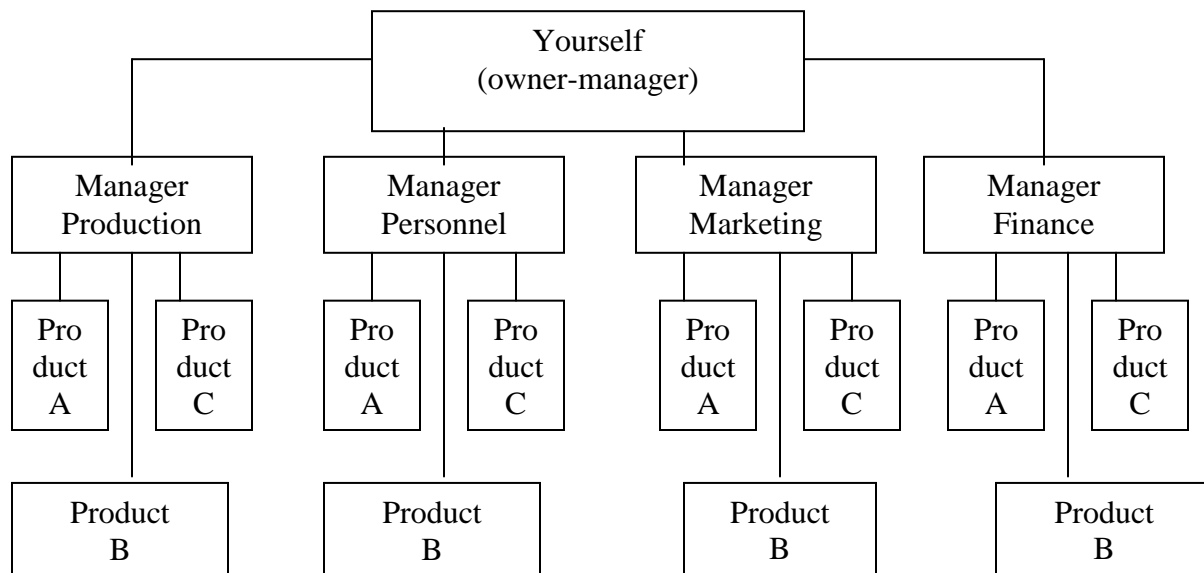 Yourself
(owner-manager)
Manager
Production
Manager
Personnel
Manager
Marketing
Manager
Finance
Pro
duct
A
Pro
duct
C
Pro
duct
A
Pro
duct
C
Pro
duct
A
Pro
duct
C
Pro
duct
A
Pro
duct
C
Product
B
Product
B
Product
B
Product
B